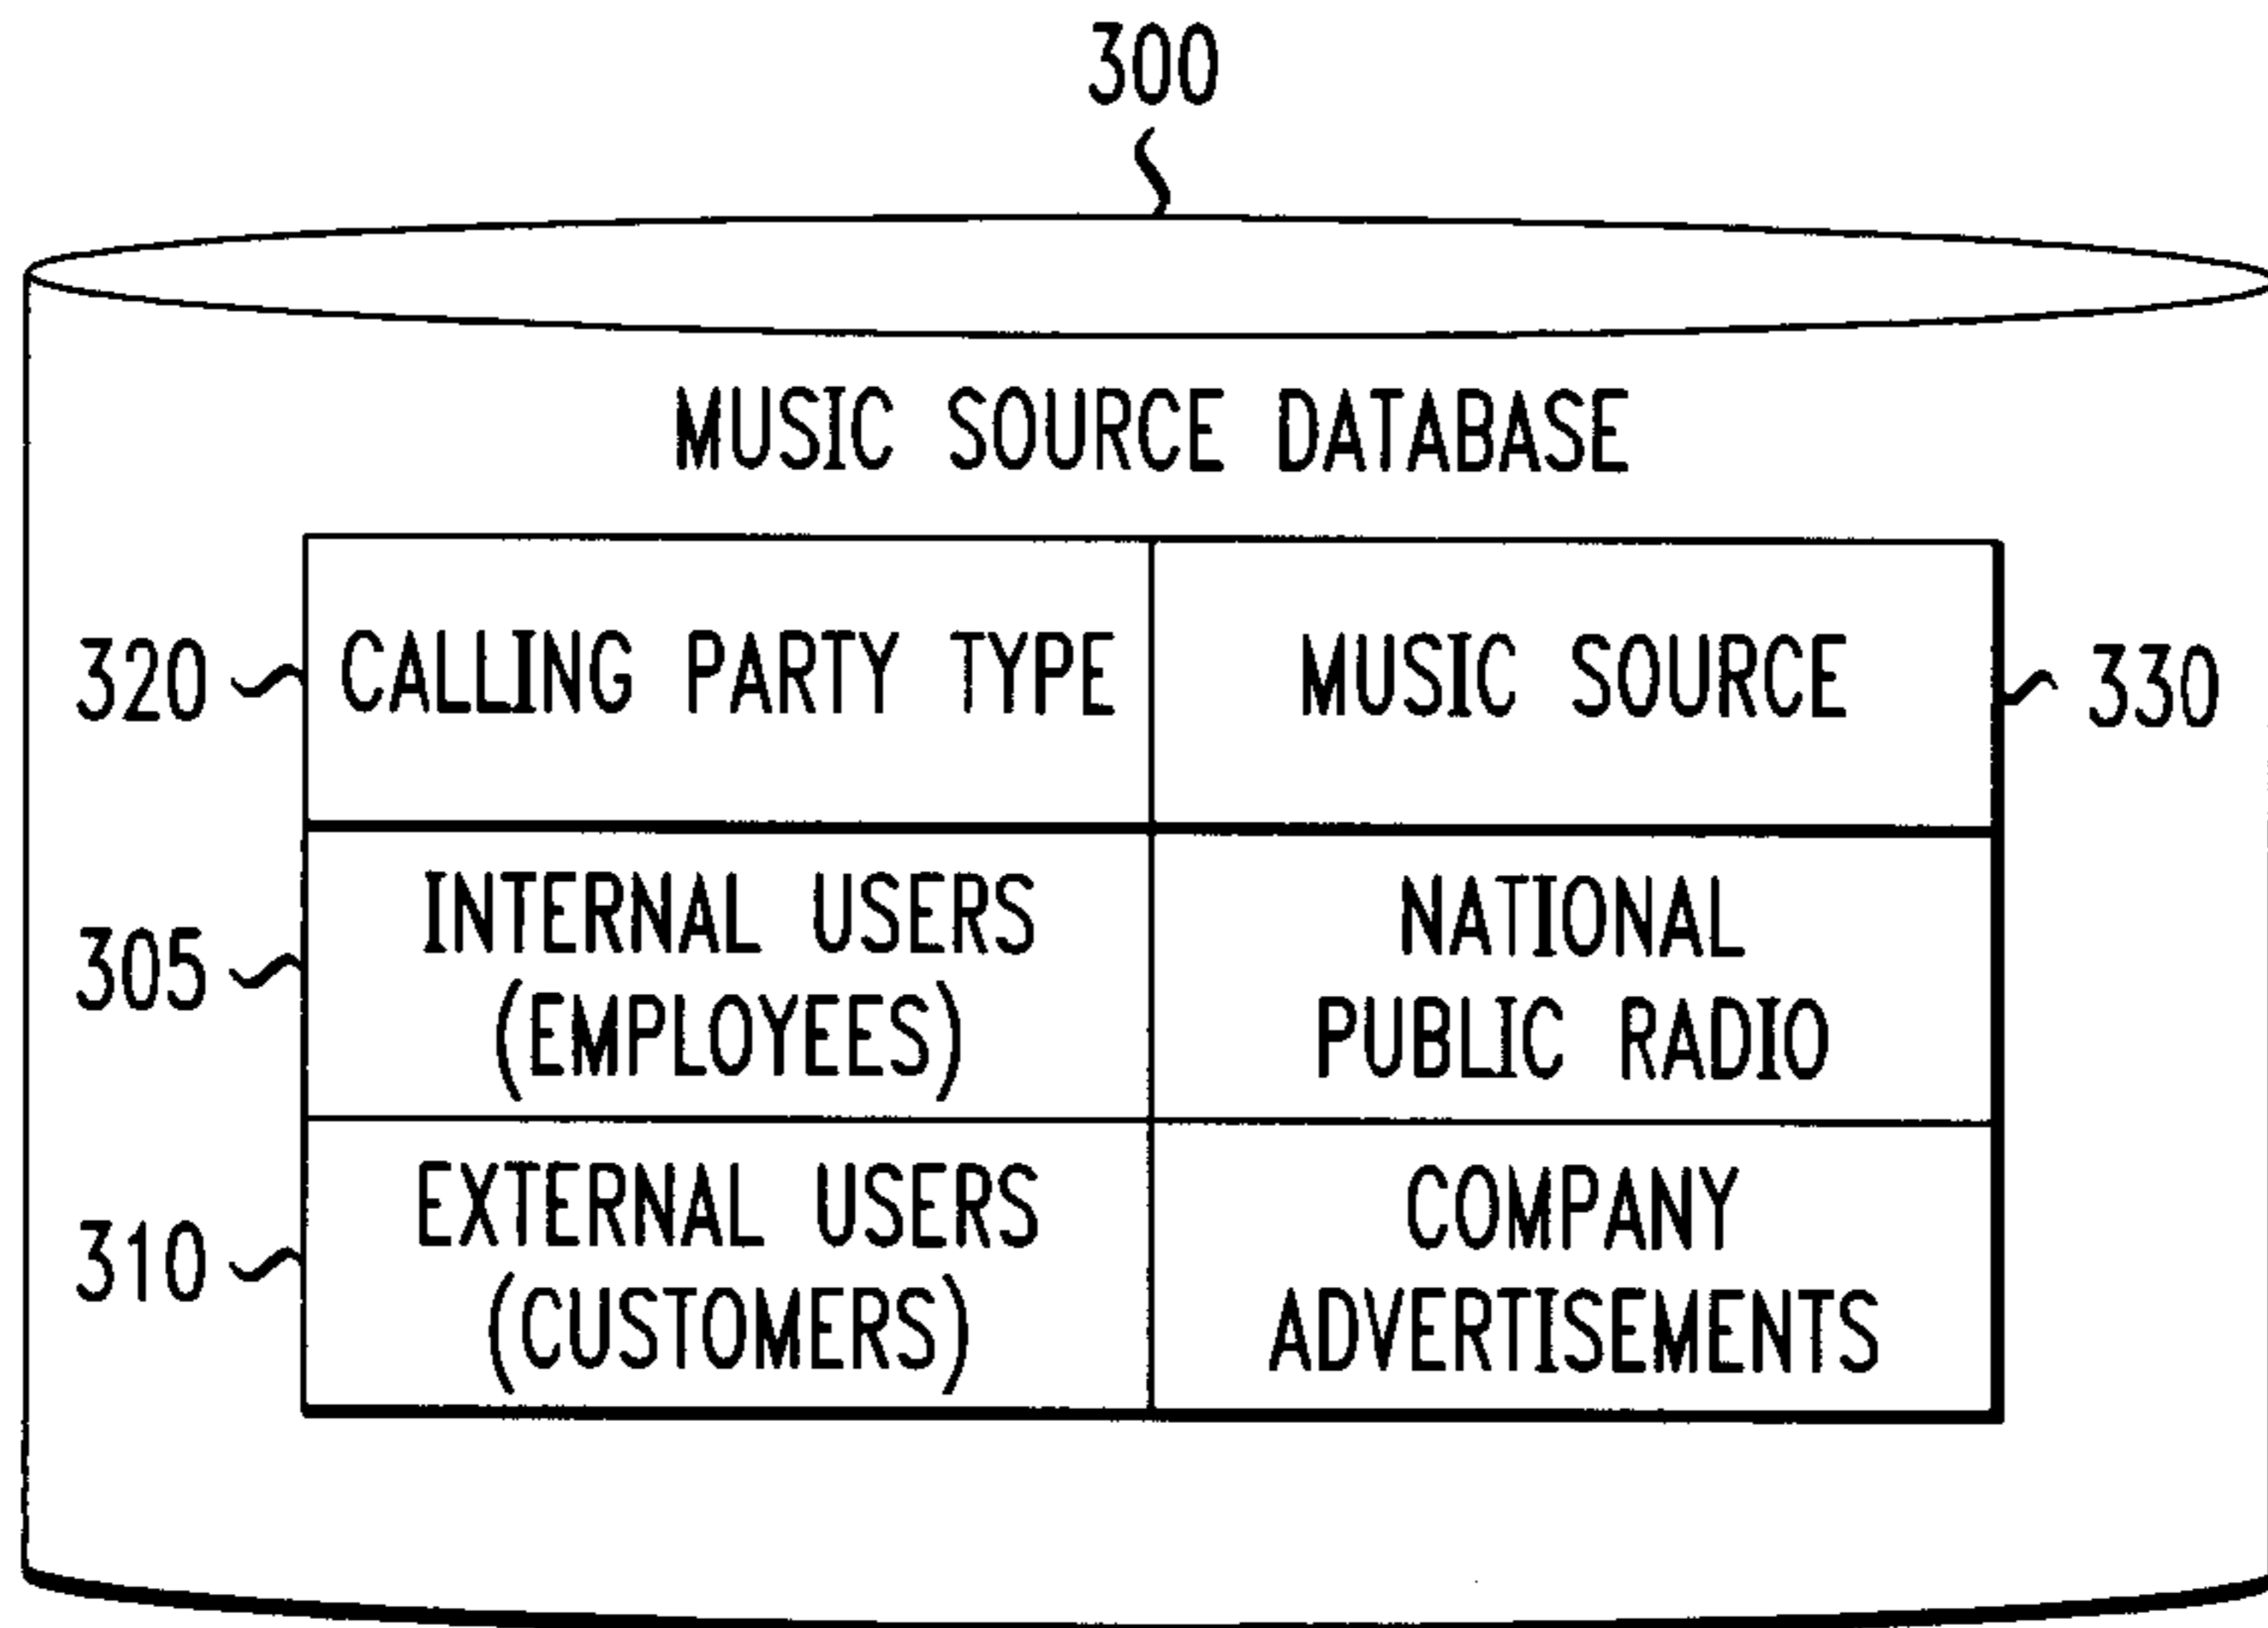 300
MUSIC SOURCE DATABASE
320 CALLING PARTY TYPE MUSIC SOURCE 330
305 INTERNAL USERS
(EMPLOYEES)
NATIONAL
PUBLIC RADIO
310 EXTERNAL USERS
(CUSTOMERS)
COMPANY
ADVERTISEMENTS